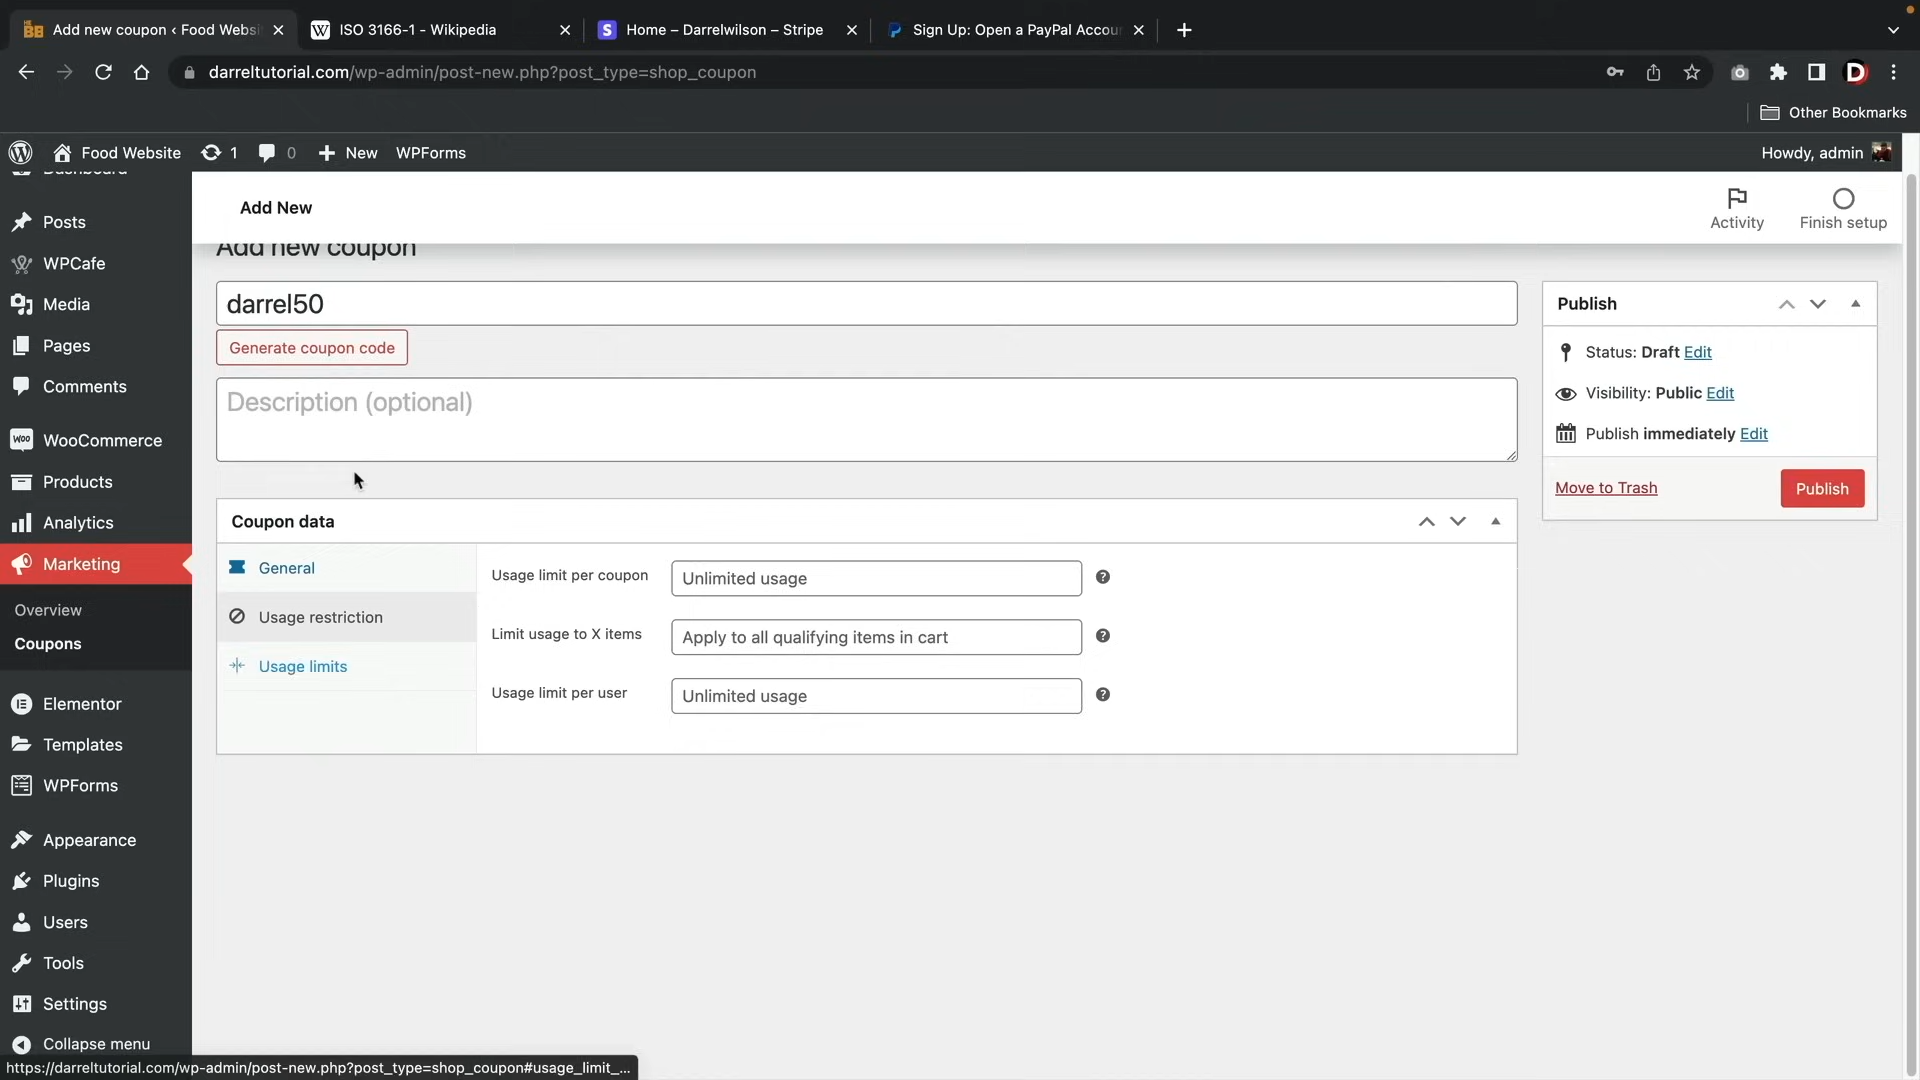 Add new coupon ‹ Food Websi
ISO 3166-1 - Wikipedia
Home – Darrelwilson – Stripe
Sign Up: Open a PayPal Accou
darreltutorial.com/wp-admin/post-new.php?post_type=shop_coupon
Other Bookmarks
Food Website
1
0
New
WPForms
Howdy, admin
Dashboard
Posts
WPCafe
Media
Pages
Comments
WooCommerce
Products
Analytics
Marketing
Overview
Coupons
Elementor
Templates
WPForms
Appearance
Plugins
Users
Tools
Settings
Collapse menu
Add New
Activity
Finish setup
Add new coupon
darrel50
Generate coupon code
Description (optional)
Coupon data
General
Usage restriction
Usage limits
Usage limit per coupon
Unlimited usage
Limit usage to X items
Apply to all qualifying items in cart
Usage limit per user
Unlimited usage
Publish
Status: Draft Edit
Visibility: Public Edit
Publish immediately Edit
Move to Trash
Publish
https://darreltutorial.com/wp-admin/post-new.php?post_type=shop_coupon#usage_limit_...